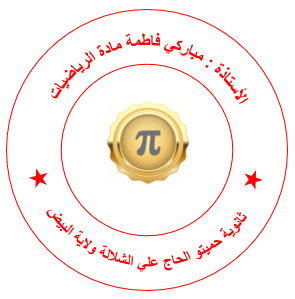 الأستاذة : مباركي فاطمة مادة الرياضيات
π
ثانوية حميتو الحاج علي الشلالة ولاية البيض